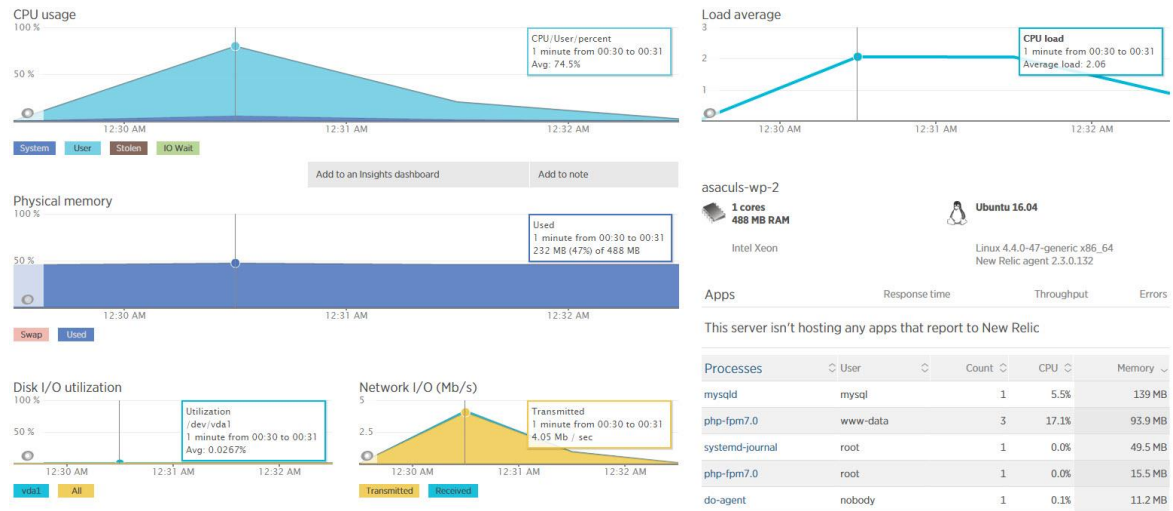 CPU usage
100 %
50 %
CPU/User/percent
1 minute from 00:30 to 00:31
Avg: 74.5%
12:30 AM
12:31 AM
12:32 AM
System
User
Stolen
IO Wait
Add to an Insights dashboard
Add to note
Physical memory
100 %
50 %
Used
1 minute from 00:30 to 00:31
232 MB (47%) of 488 MB
12:30 AM
12:31 AM
12:32 AM
Swap
Used
Disk I/O utilization
100 %
50 %
Utilization
/dev/vda1
1 minute from 00:30 to 00:31
Avg: 0.0267%
12:30 AM
12:31 AM
12:32 AM
vda1
All
Network I/O (Mb/s)
5
2.5
Transmitted
1 minute from 00:30 to 00:31
4.05 Mb / sec
12:30 AM
12:31 AM
12:32 AM
Transmitted
Received
Load average
3
2
1
CPU load
1 minute from 00:30 to 00:31
Average load: 2.06
12:30 AM
12:31 AM
12:32 AM
asaculs-wp-2
1 cores
488 MB RAM
Intel Xeon
Ubuntu 16.04
Linux 4.4.0-47-generic x86_64
New Relic agent 2.3.0.132
Apps Response time Throughput Errors
This server isn't hosting any apps that report to New Relic
Processes User Count CPU Memory
mysqld mysql 1 5.5% 139 MB
php-fpm7.0 www-data 3 17.1% 93.9 MB
systemd-journal root 1 0.0% 49.5 MB
php-fpm7.0 root 1 0.0% 15.5 MB
do-agent nobody 1 0.1% 11.2 MB